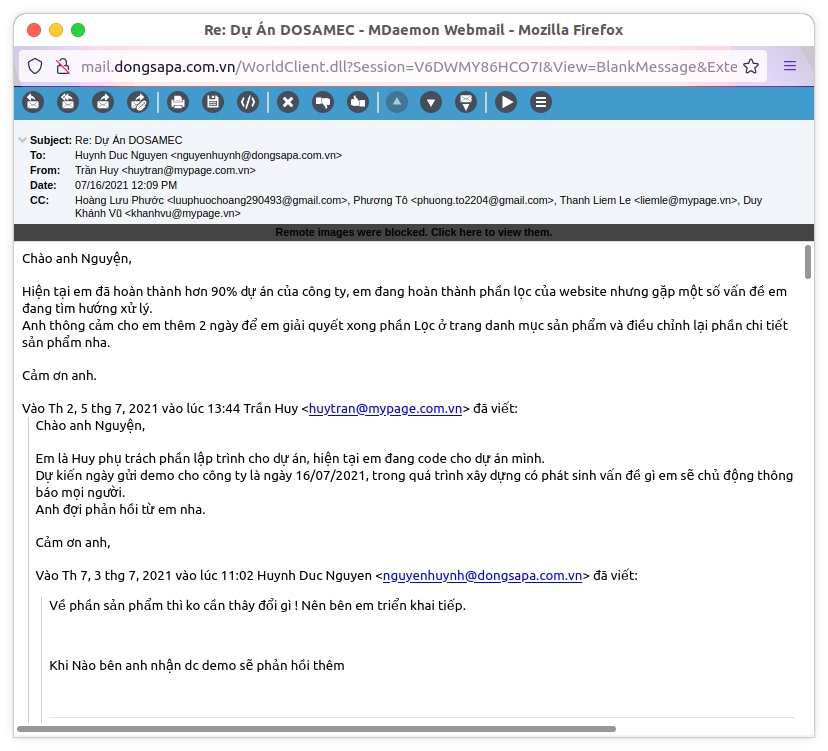 Re: Dự Án DOSAMEC - MDaemon Webmail - Mozilla Firefox
mail.dongsapa.com.vn/WorldClient.dll?Session=V6DWMY86HCO7I&View=BlankMessage&Exte
Subject: Re: Dự Án DOSAMEC
To: Huynh Duc Nguyen <nguyenhuynh@dongsapa.com.vn>
From: Trần Huy <huytran@mypage.com.vn>
Date: 07/16/2021 12:09 PM
CC: Hoàng Lưu Phước <luuphuochoang290493@gmail.com>, Phương Tô <phuong.to2204@gmail.com>, Thanh Liem Le <liemle@mypage.vn>, Duy
Khánh Vũ <khanhvu@mypage.vn>
Remote images were blocked. Click here to view them.
Chào anh Nguyện,
Hiện tại em đã hoàn thành hơn 90% dự án của công ty, em đang hoàn thành phần lọc của website nhưng gặp một số vấn đề em
đang tìm hướng xử lý.
Anh thông cảm cho em thêm 2 ngày để em giải quyết xong phần Lọc ở trang danh mục sản phẩm và điều chỉnh lại phần chi tiết
sản phẩm nha.
Cảm ơn anh.
Vào Th 2, 5 thg 7, 2021 vào lúc 13:44 Trần Huy <huytran@mypage.com.vn> đã viết:
Chào anh Nguyện,
Em là Huy phụ trách phần lập trình cho dự án, hiện tại em đang code cho dự án mình.
Dự kiến ngày gửi demo cho công ty là ngày 16/07/2021, trong quá trình xây dựng có phát sinh vấn đề gì em sẽ chủ động thông
báo mọi người.
Anh đợi phản hồi từ em nha.
Cảm ơn anh,
Vào Th 7, 3 thg 7, 2021 vào lúc 11:02 Huynh Duc Nguyen <nguyenhuynh@dongsapa.com.vn> đã viết:
Về phần sản phẩm thì ko cần thây đổi gì ! Nên bên em triển khai tiếp.
Khi Nào bên anh nhận dc demo sẽ phản hồi thêm